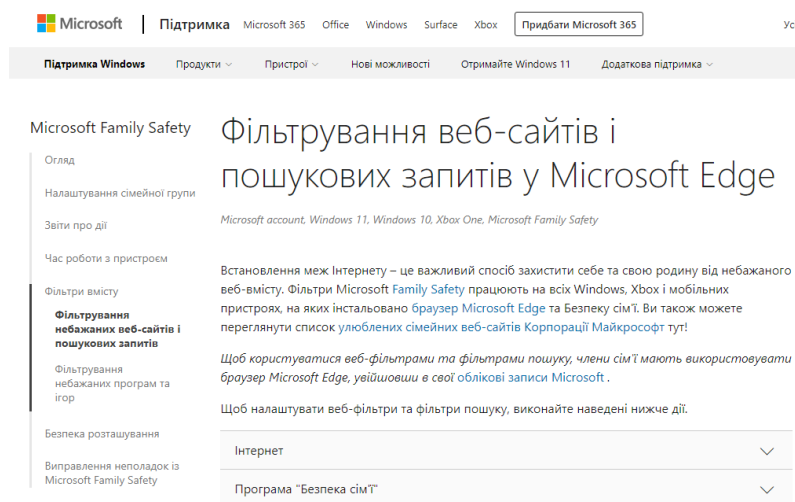 Microsoft
Підтримка
Microsoft 365 Office Windows Surface Xbox
Придбати Microsoft 365
Підтримка Windows Продукти Пристрої Нові можливості Отримайте Windows 11 Додаткова підтримка
Microsoft Family Safety
Огляд
Налаштування сімейної групи
Звіти про дії
Час роботи з пристроєм
Фільтри вмісту
Фільтрування
небажаних веб-сайтів і
пошукових запитів
Фільтрування
небажаних програм та
ігор
Безпека розташування
Виправлення неполадок із
Microsoft Family Safety
Фільтрування веб-сайтів і
пошукових запитів у Microsoft Edge
Microsoft account, Windows 11, Windows 10, Xbox One, Microsoft Family Safety
Встановлення меж Інтернету – це важливий спосіб захистити себе та свою родину від небажаного
веб-вмісту. Фільтри Microsoft Family Safety працюють на всіх Windows, Xbox і мобільних
пристроях, на яких інстальовано браузер Microsoft Edge та Безпеку сім'ї. Ви також можете
переглянути список улюблених сімейних веб-сайтів Корпорації Майкрософт тут!
Щоб користуватися веб-фільтрами та фільтрами пошуку, члени сім'ї мають використовувати
браузер Microsoft Edge, увійшовши в свої облікові записи Microsoft .
Щоб налаштувати веб-фільтри та фільтри пошуку, виконайте наведені нижче дії.
Інтернет
Програма "Безпека сім'ї"